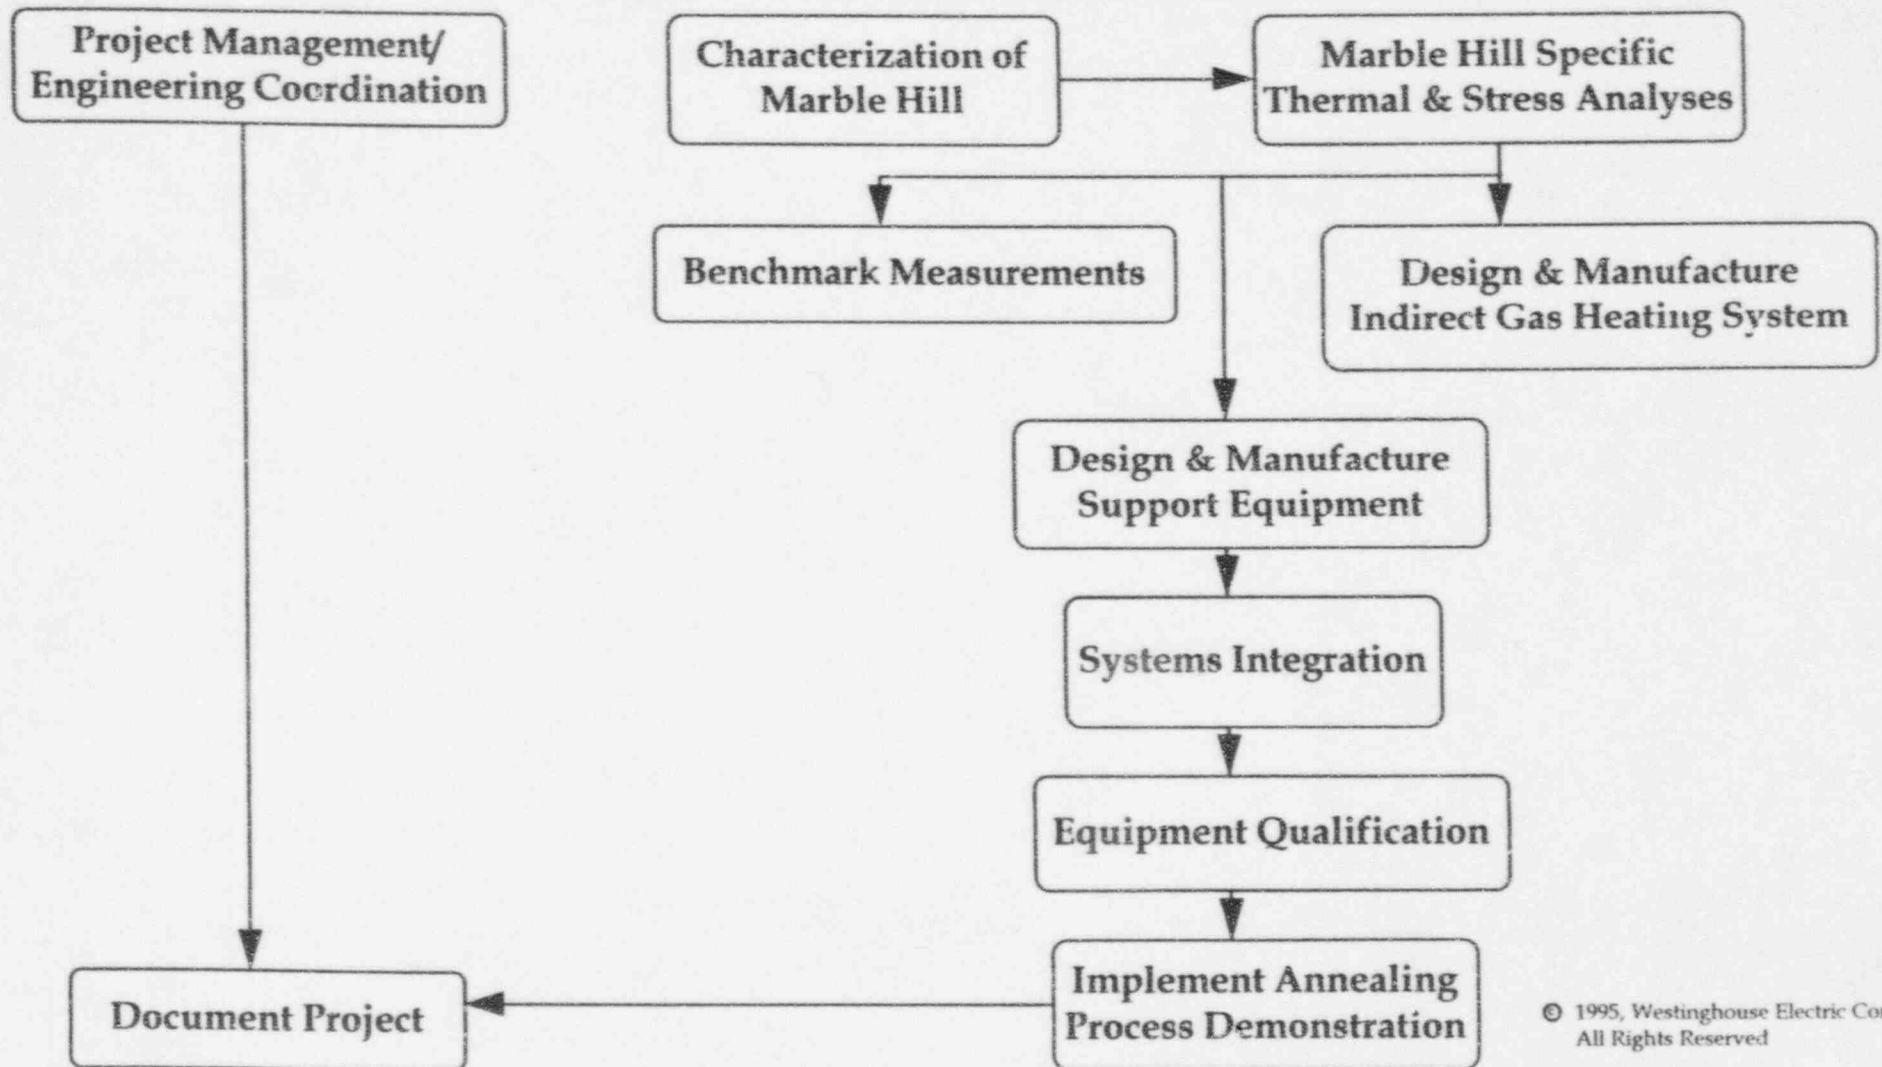 Project Management/
Engineering Coordination
Characterization of
Marble Hill
Marble Hill Specific
Thermal & Stress Analyses
Benchmark Measurements
Design & Manufacture
Indirect Gas Heating System
Design & Manufacture
Support Equipment
Systems Integration
Equipment Qualification
Implement Annealing
Process Demonstration
Document Project
© 1995, Westinghouse Electric
All Rights Reserved